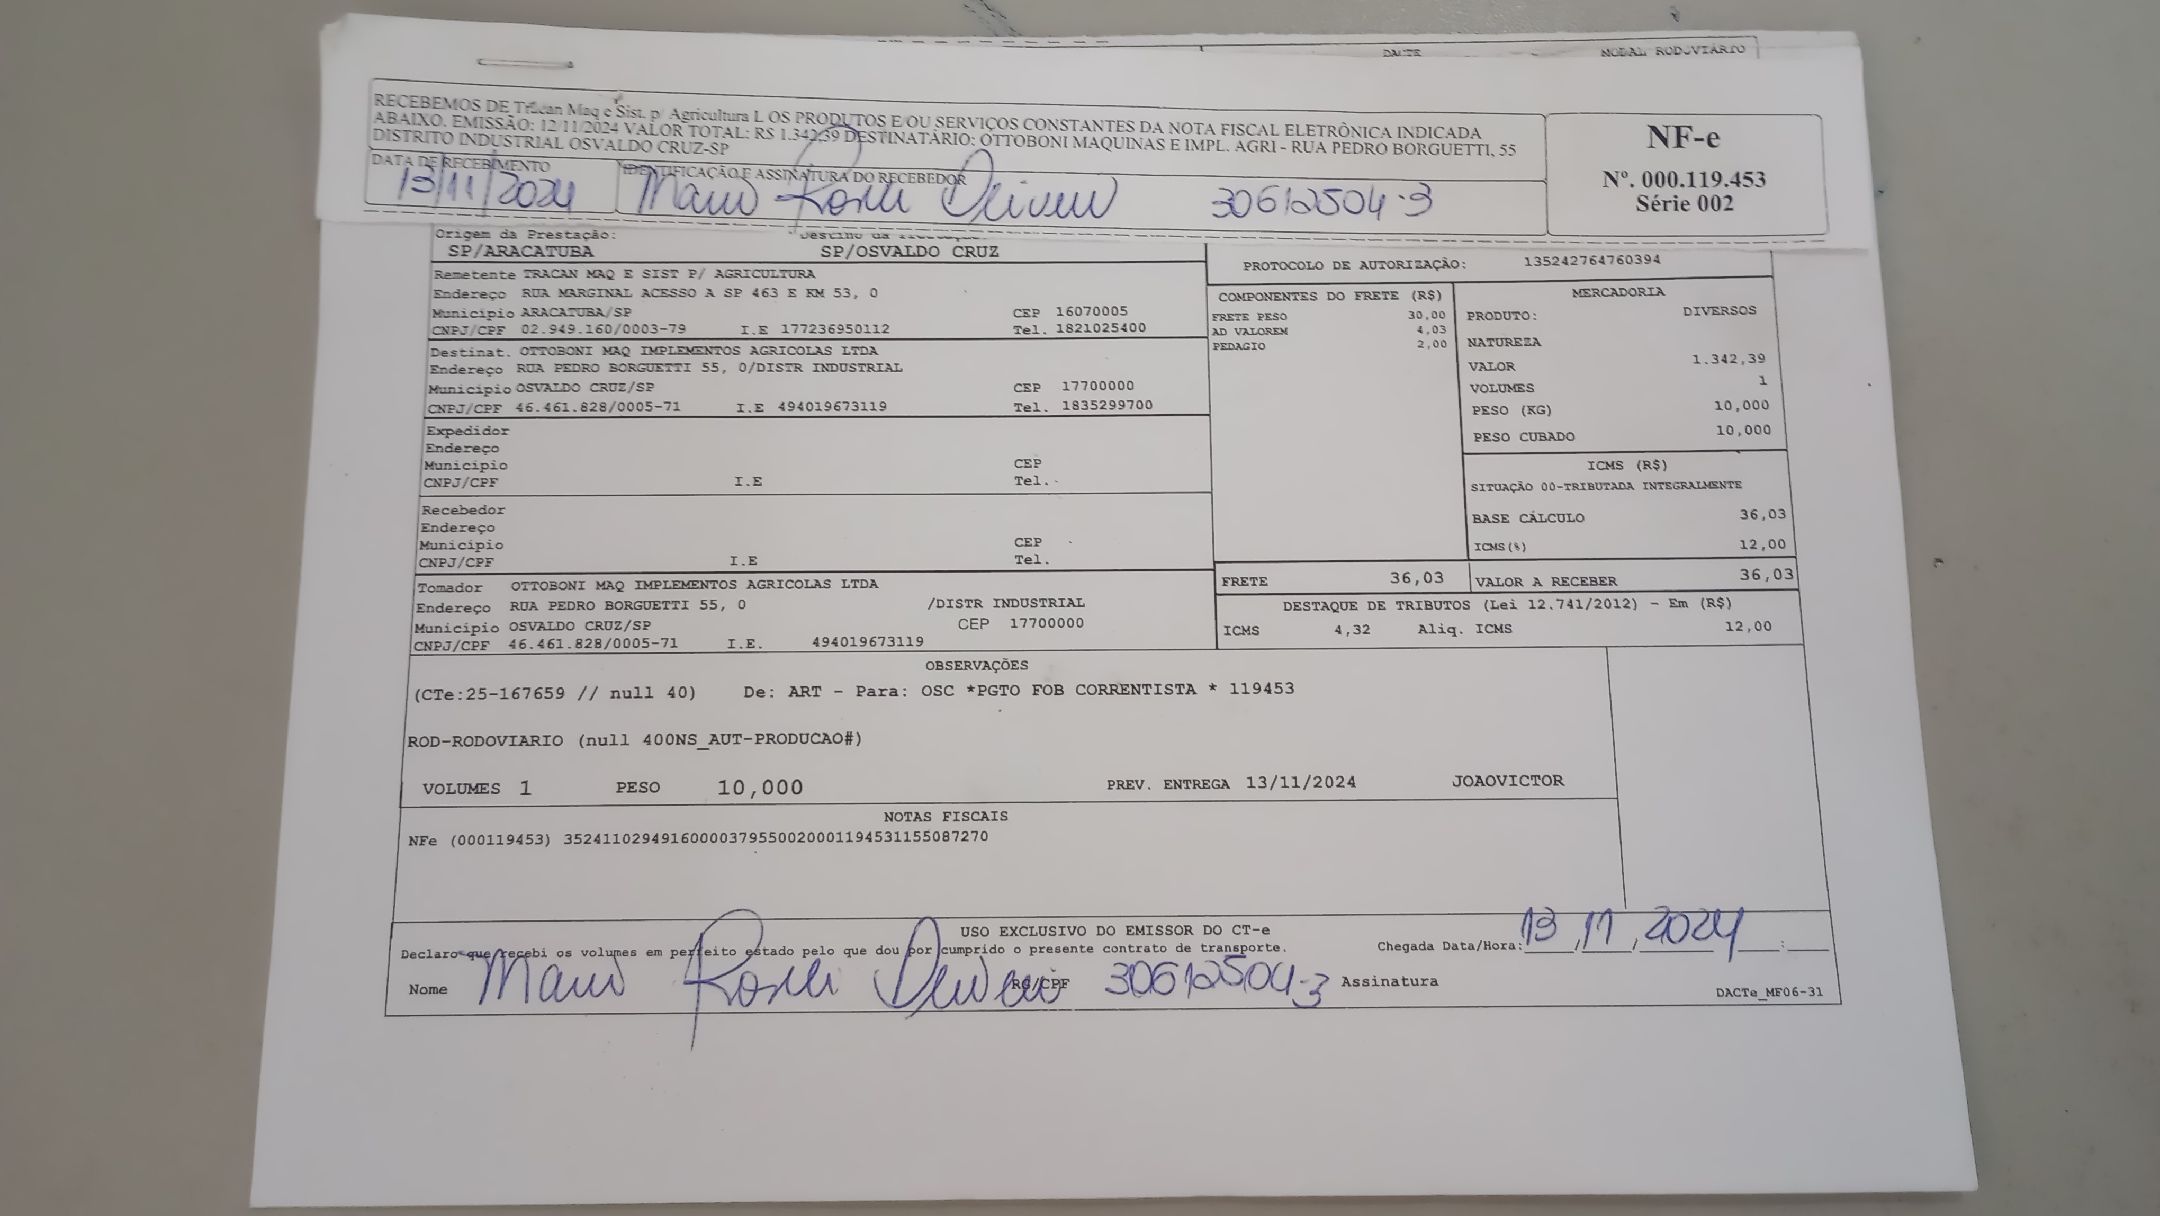 DACTE MODAL RODOVIÁRIO
RECEBEMOS DE Tracan Maq e Sist. p/ Agricultura L OS PRODUTOS E/OU SERVIÇOS CONSTANTES DA NOTA FISCAL ELETRÔNICA INDICADA
ABAIXO. EMISSÃO: 12/11/2024 VALOR TOTAL: R$ 1.342,39 DESTINATÁRIO: OTTOBONI MAQUINAS E IMPL. AGRI - RUA PEDRO BORGUETTI, 55
DISTRITO INDUSTRIAL OSVALDO CRUZ-SP
NF-e
Nº. 000.119.453
Série 002
DATA DE RECEBIMENTO IDENTIFICAÇÃO E ASSINATURA DO RECEBEDOR
13/11/2024 30612504-3
Origem da Prestação:
SP/ARACATUBA SP/OSVALDO CRUZ
PROTOCOLO DE AUTORIZAÇÃO: 135242764760394
Remetente TRACAN MAQ E SIST P/ AGRICULTURA
Endereço RUA MARGINAL ACESSO A SP 463 E KM 53, 0
Municipio ARACATUBA/SP CEP 16070005
CNPJ/CPF 02.949.160/0003-79 I.E 177236950112 Tel. 1821025400
Destinat. OTTOBONI MAQ IMPLEMENTOS AGRICOLAS LTDA
Endereço RUA PEDRO BORGUETTI 55, 0/DISTR INDUSTRIAL
Municipio OSVALDO CRUZ/SP CEP 17700000
CNPJ/CPF 46.461.828/0005-71 I.E 494019673119 Tel. 1835299700
Expedidor
Endereço
Municipio CEP
CNPJ/CPF I.E Tel.
Recebedor
Endereço
Municipio CEP
CNPJ/CPF I.E Tel.
Tomador OTTOBONI MAQ IMPLEMENTOS AGRICOLAS LTDA
Endereço RUA PEDRO BORGUETTI 55, 0 /DISTR INDUSTRIAL
Municipio OSVALDO CRUZ/SP CEP 17700000
CNPJ/CPF 46.461.828/0005-71 I.E. 494019673119
COMPONENTES DO FRETE (R$)
FRETE PESO 30,00
AD VALOREM 4,03
PEDAGIO 2,00
MERCADORIA
PRODUTO: DIVERSOS
NATUREZA
VALOR 1.342,39
VOLUMES 1
PESO (KG) 10,000
PESO CUBADO 10,000
ICMS (R$)
SITUAÇÃO 00-TRIBUTADA INTEGRALMENTE
BASE CÁLCULO 36,03
ICMS(%) 12,00
FRETE 36,03 VALOR A RECEBER 36,03
DESTAQUE DE TRIBUTOS (Lei 12.741/2012) - Em (R$)
ICMS 4,32 Aliq. ICMS 12,00
OBSERVAÇÕES
(CTe:25-167659 // null 40) De: ART - Para: OSC *PGTO FOB CORRENTISTA * 119453
ROD-RODOVIARIO (null 400NS_AUT-PRODUCAO#)
VOLUMES 1 PESO 10,000 PREV. ENTREGA 13/11/2024 JOAOVICTOR
NOTAS FISCAIS
NFe (000119453) 35241102949160000379550020001194531155087270
USO EXCLUSIVO DO EMISSOR DO CT-e
Declaro que recebi os volumes em perfeito estado pelo que dou por cumprido o presente contrato de transporte. Chegada Data/Hora: 13, 11, 2024 :
Nome RG/CPF 30612504-3 Assinatura
DACTe_MF06-31